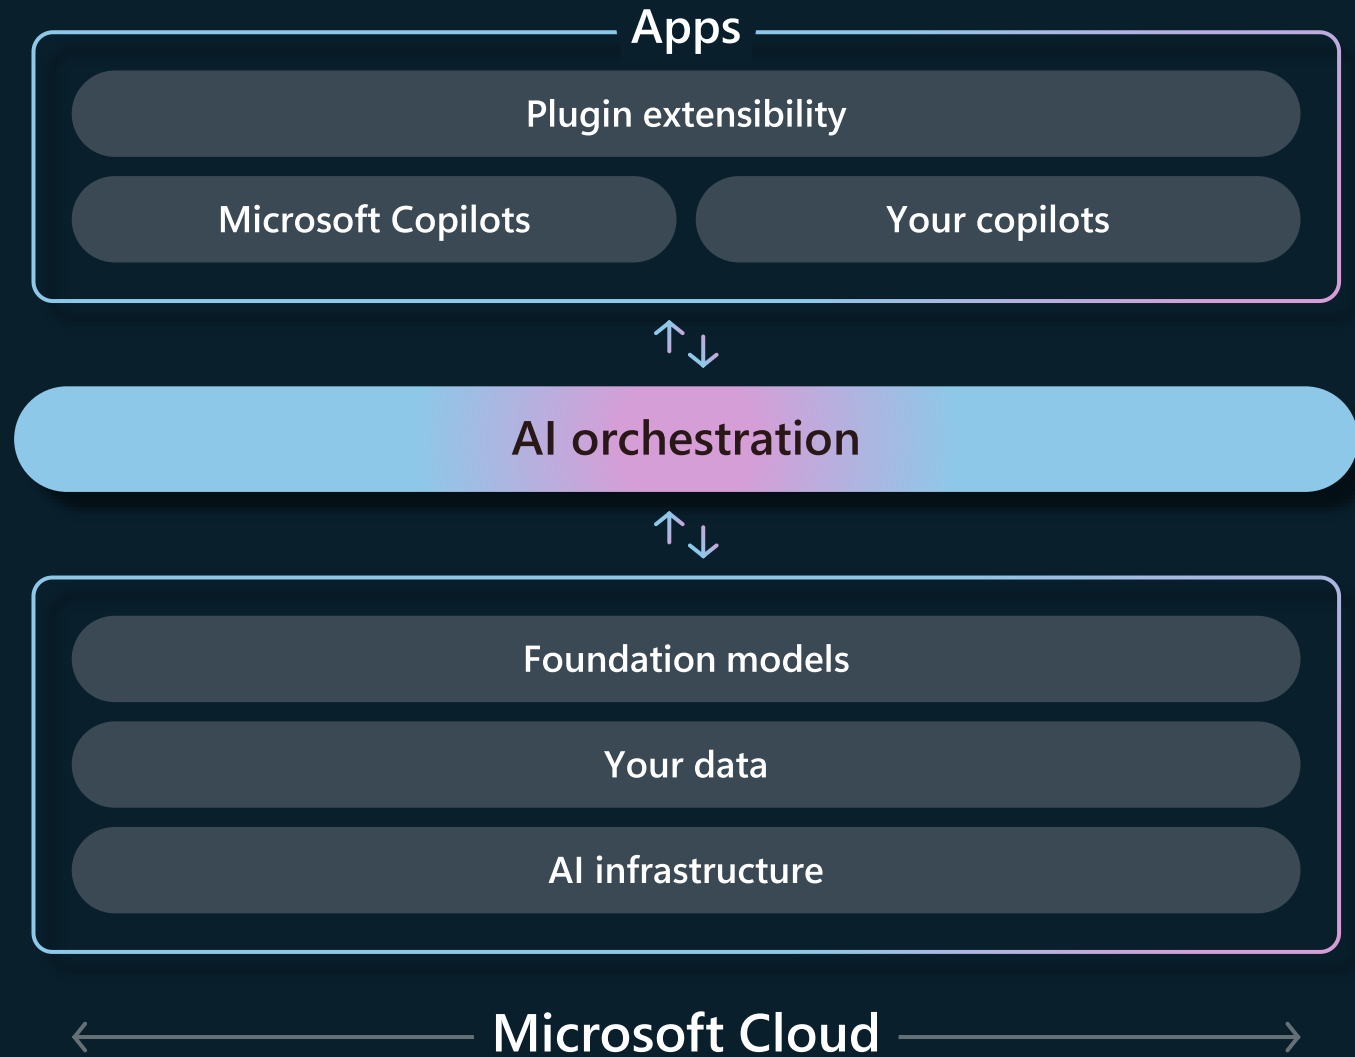 Apps
Plugin extensibility
Microsoft Copilots
Your copilots
AI orchestration
Foundation models
Your data
AI infrastructure
Microsoft Cloud